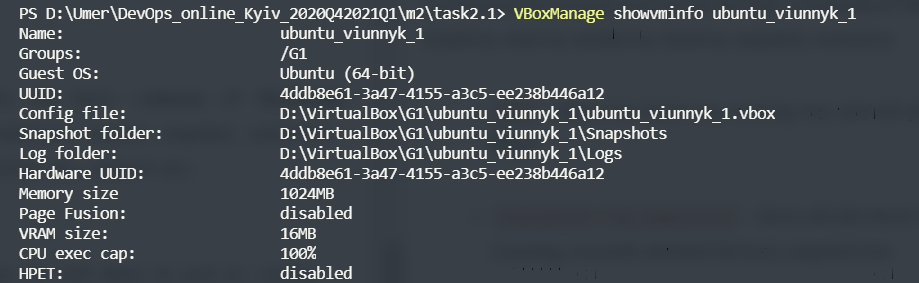 PS D:\Umer\DevOps_online_Kyiv_2020Q42021Q1\m2\task2.1> VBoxManage showvminfo ubuntu_viunnyk_1
Name: ubuntu_viunnyk_1
Groups: /G1
Guest OS: Ubuntu (64-bit)
UUID: 4ddb8e61-3a47-4155-a3c5-ee238b446a12
Config file: D:\VirtualBox\G1\ubuntu_viunnyk_1\ubuntu_viunnyk_1.vbox
Snapshot folder: D:\VirtualBox\G1\ubuntu_viunnyk_1\Snapshots
Log folder: D:\VirtualBox\G1\ubuntu_viunnyk_1\Logs
Hardware UUID: 4ddb8e61-3a47-4155-a3c5-ee238b446a12
Memory size 1024MB
Page Fusion: disabled
VRAM size: 16MB
CPU exec cap: 100%
HPET: disabled